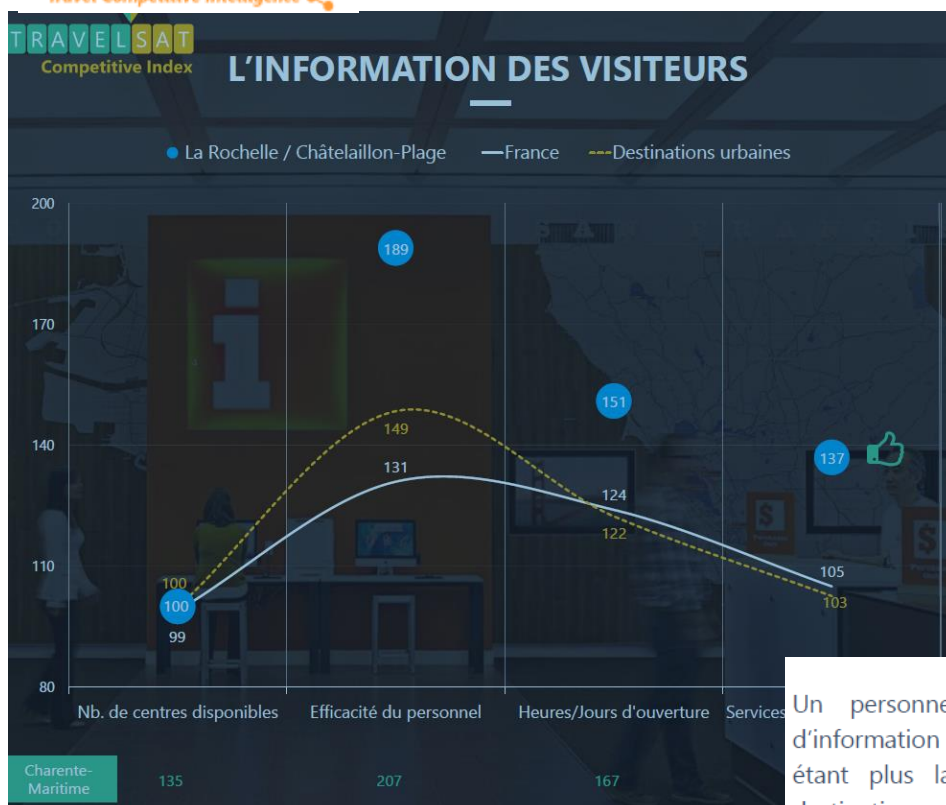 TRAVELSAT
Competitive Index
L'INFORMATION DES VISITEURS
La Rochelle / Châtelaillon-Plage France Destinations urbaines
200
170
140
110
80
189
149
131
151
124
122
137
105
103
100
100
99
Nb. de centres disponibles Efficacité du personnel Heures/Jours d'ouverture Services
Charente-
Maritime
135 207 167
Un personne
d'information
étant plus la